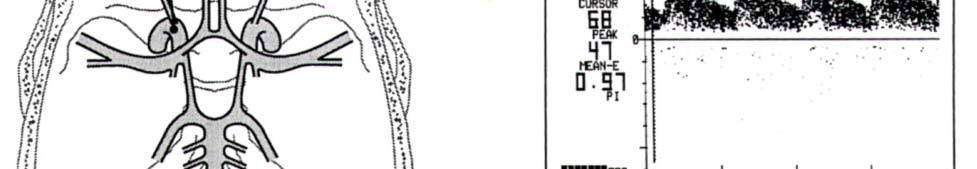 CURSOR
68
PEAK
47
MEAN-E
0.97
PI
0